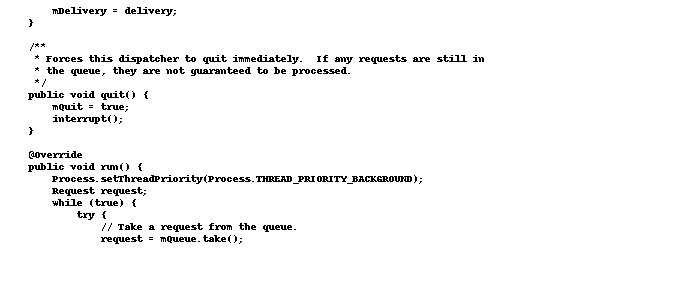 mDelivery = delivery;
    }

    /**
     * Forces this dispatcher to quit immediately.  If any requests are still in
     * the queue, they are not guaranteed to be processed.
     */
    public void quit() {
        mQuit = true;
        interrupt();
    }

    @Override
    public void run() {
        Process.setThreadPriority(Process.THREAD_PRIORITY_BACKGROUND);
        Request request;
        while (true) {
            try {
                // Take a request from the queue.
                request = mQueue.take();